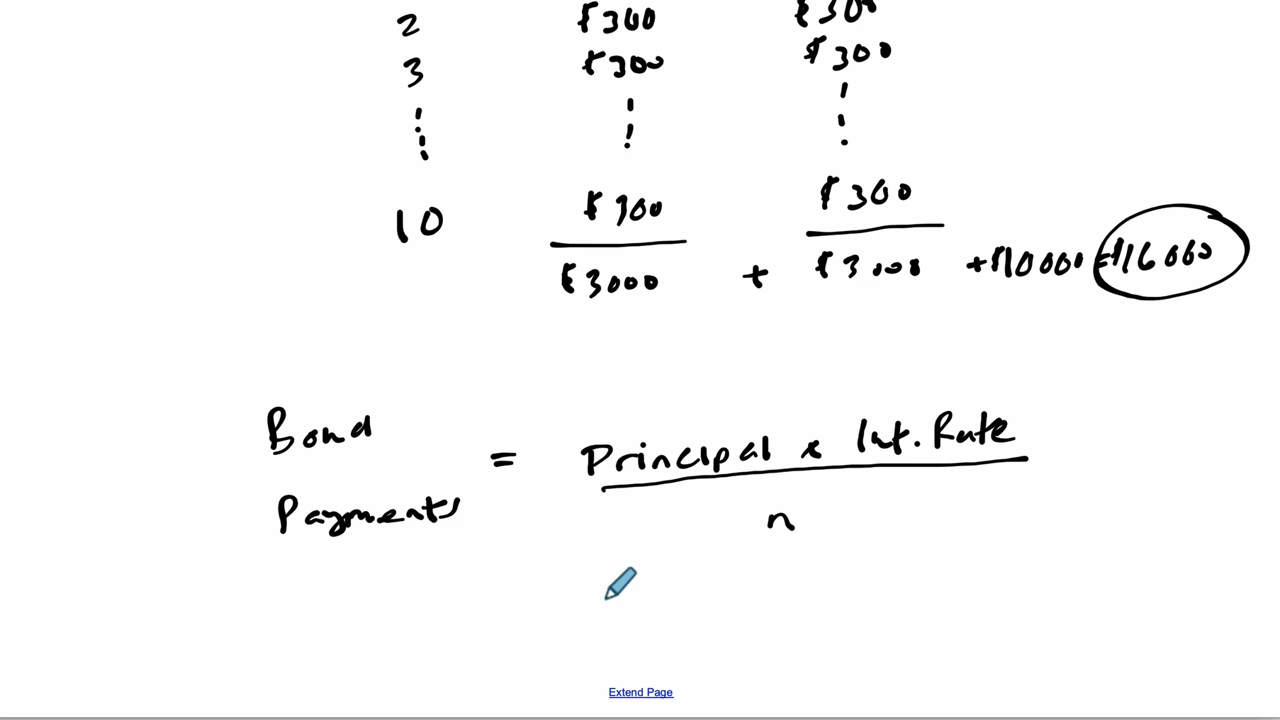 2 $300 $300
3 $300 $300
10 $300 $300
$3000 + $3000 +$10000 =$16000
Bond
= Principal x Int. Rate
Payments
n
Extend Page